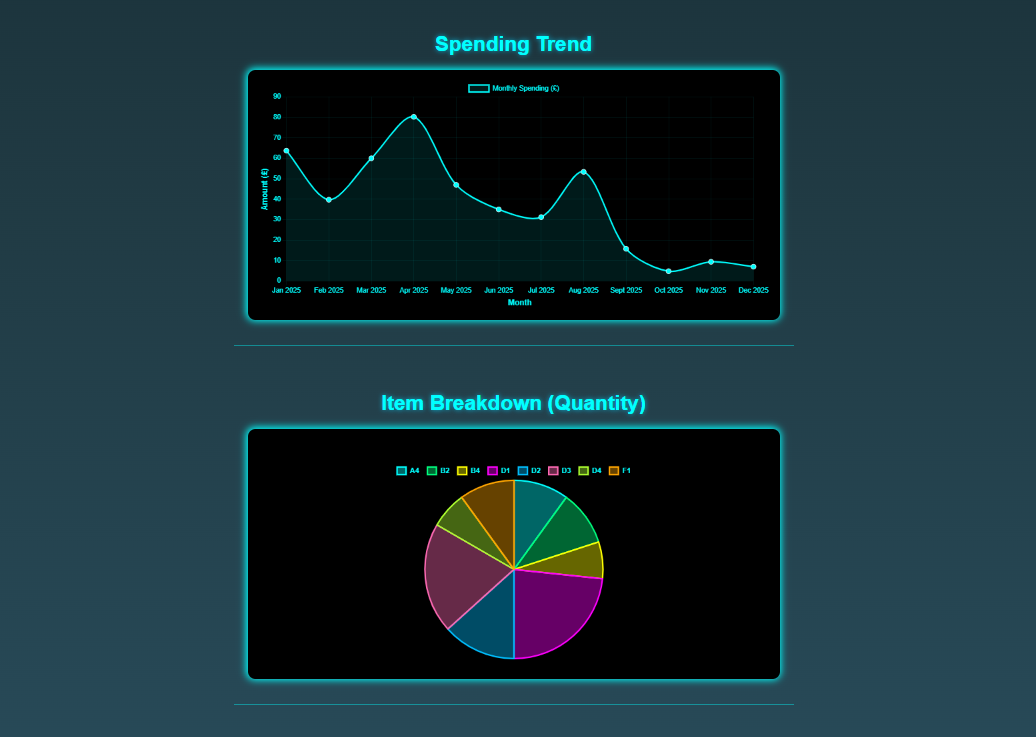 Spending Trend
Monthly Spending (£)
90
80
70
60
50
40
30
20
10
0
Amount (£)
Jan 2025 Feb 2025 Mar 2025 Apr 2025 May 2025 Jun 2025 Jul 2025 Aug 2025 Sept 2025 Oct 2025 Nov 2025 Dec 2025
Month
Item Breakdown (Quantity)
A4 B2 B4 D1 D2 D3 D4 F1